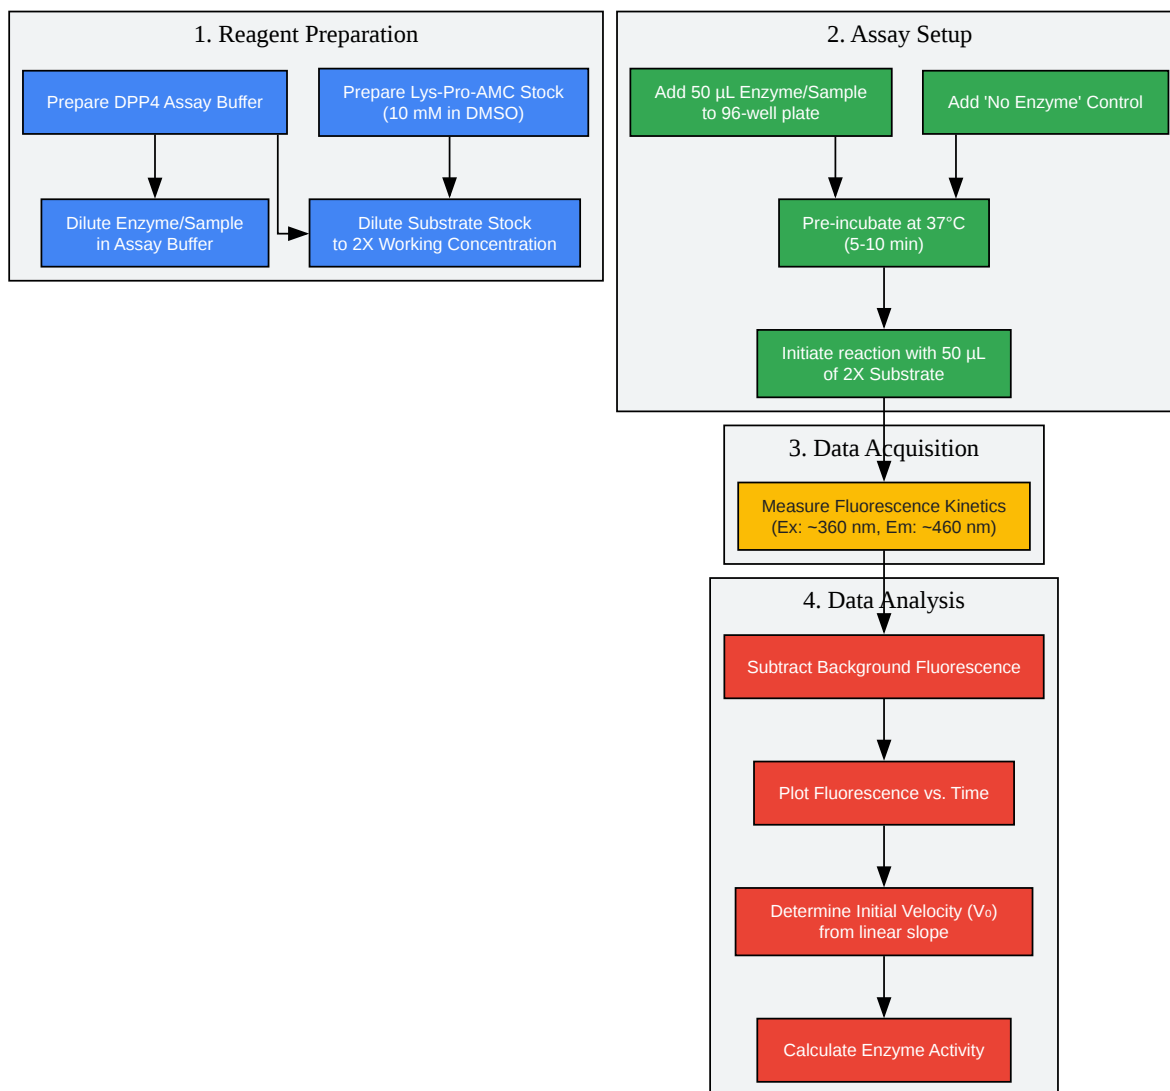 1. Reagent Preparation
Prepare DPP4 Assay Buffer
Prepare Lys-Pro-AMC Stock
(10 mM in DMSO)
Dilute Enzyme/Sample
in Assay Buffer
Dilute Substrate Stock
to 2X Working Concentration
2. Assay Setup
Add 50 µL Enzyme/Sample
to 96-well plate
Add 'No Enzyme' Control
Pre-incubate at 37°C
(5-10 min)
Initiate reaction with 50 µL
of 2X Substrate
3. Data Acquisition
Measure Fluorescence Kinetics
(Ex: ~360 nm, Em: ~460 nm)
4. Data Analysis
Subtract Background Fluorescence
Plot Fluorescence vs. Time
Determine Initial Velocity (V₀)
from linear slope
Calculate Enzyme Activity